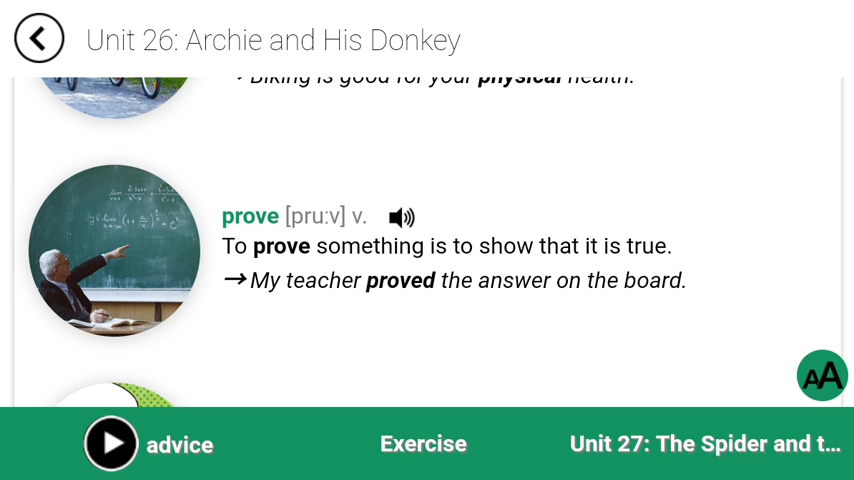 Unit 26: Archie and His Donkey
→ Biking is good for your physical health.
prove [pru:v] v.
To prove something is to show that it is true.
→ My teacher proved the answer on the board.
AA
advice
Exercise
Unit 27: The Spider and t...